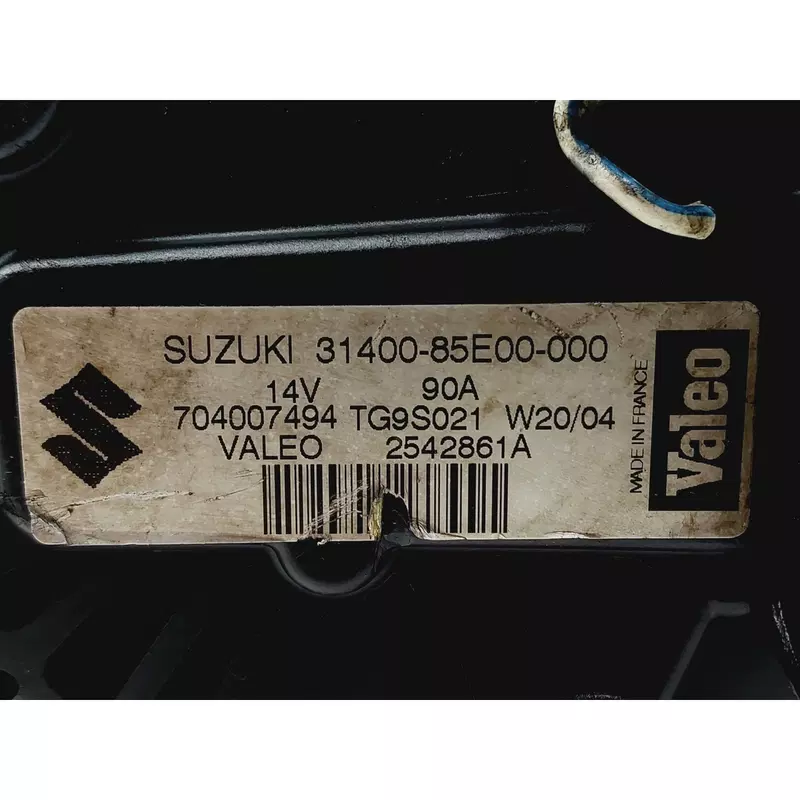 SUZUKI 31400-85E00-000
14V 90A
704007494 TG9S021 W20/04
VALEO 2542861A
MADE IN FRANCE
Valeo